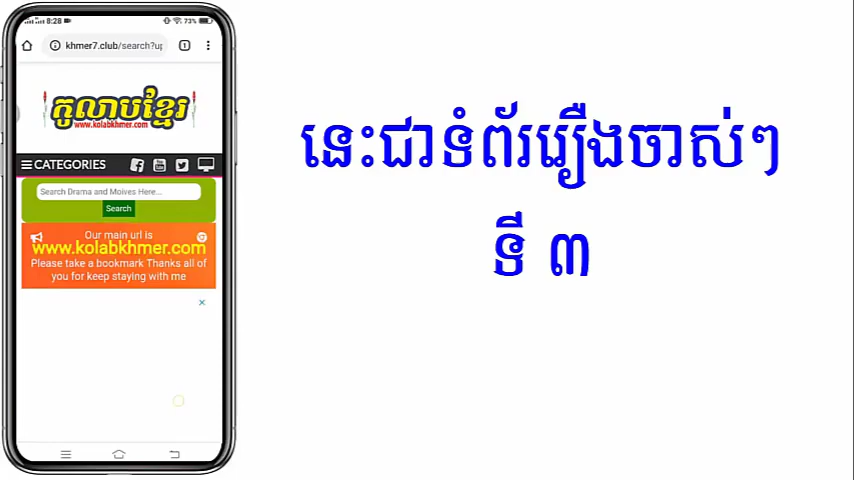 8:28
73%
khmer7.club/search?up
1
កូលាបខ្មែរ
www.kolabkhmer.com
CATEGORIES
Search Drama and Moives Here...
Search
Our main url is
www.kolabkhmer.com
Please take a bookmark Thanks all of
you for keep staying with me
នេះជាទំព័ររឿងចាស់ៗ
ទី ៣